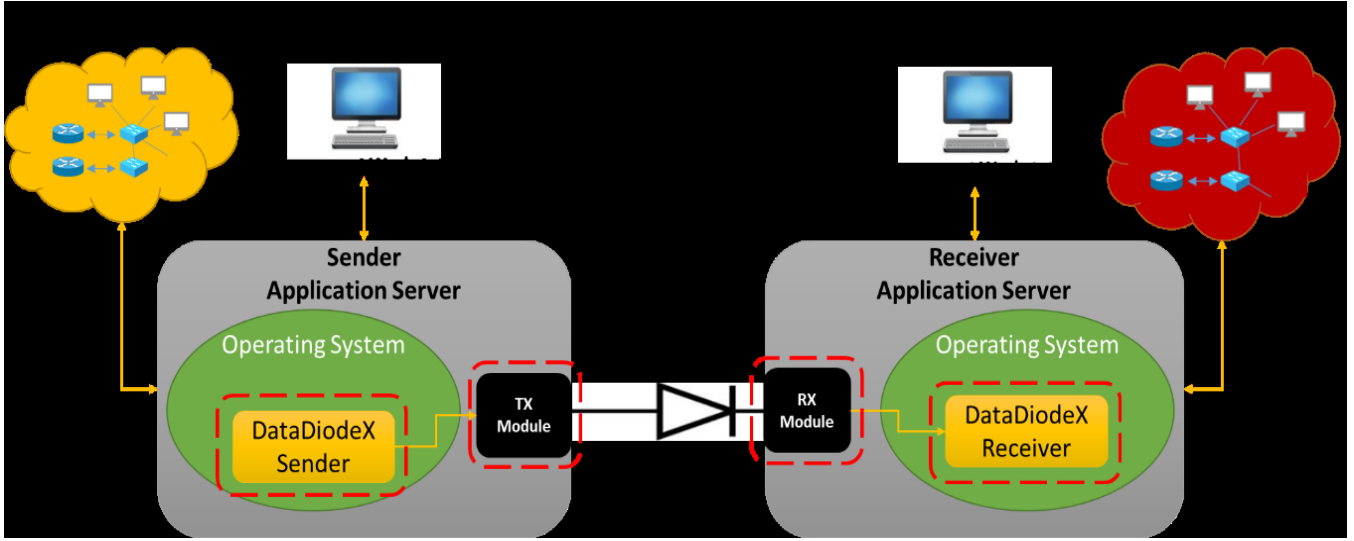 Sender
Application Server
Operating System
DataDiodeX
Sender
TX
Module
RX
Module
Receiver
Application Server
Operating System
DataDiodeX
Receiver